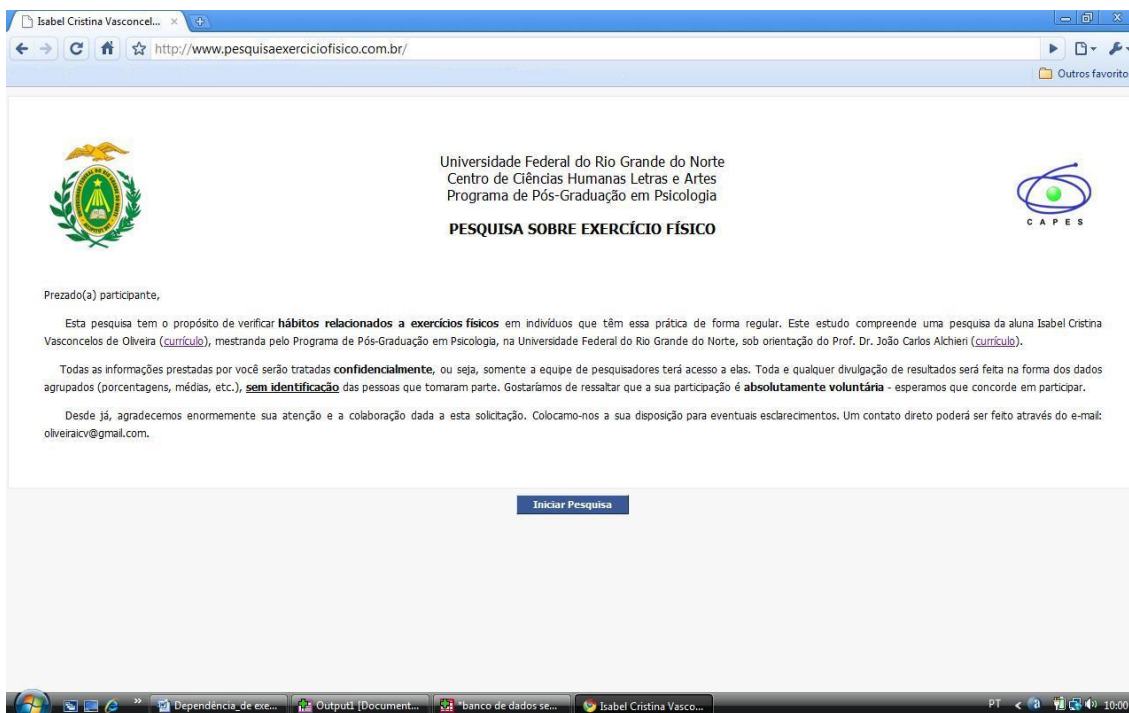 Isabel Cristina Vasconcel...
http://www.pesquisaexerciciofisico.com.br/
Outros favorito
Universidade Federal do Rio Grande do Norte
Centro de Ciências Humanas Letras e Artes
Programa de Pós-Graduação em Psicologia
PESQUISA SOBRE EXERCÍCIO FÍSICO
CAPES
Prezado(a) participante,
Esta pesquisa tem o propósito de verificar hábitos relacionados a exercícios físicos em indivíduos que têm essa prática de forma regular. Este estudo compreende uma pesquisa da aluna Isabel Cristina
Vasconcelos de Oliveira (currículo), mestranda pelo Programa de Pós-Graduação em Psicologia, na Universidade Federal do Rio Grande do Norte, sob orientação do Prof. Dr. João Carlos Alchieri (currículo).
Todas as informações prestadas por você serão tratadas confidencialmente, ou seja, somente a equipe de pesquisadores terá acesso a elas. Toda e qualquer divulgação de resultados será feita na forma dos dados
agrupados (porcentagens, médias, etc.), sem identificação das pessoas que tomaram parte. Gostaríamos de ressaltar que a sua participação é absolutamente voluntária - esperamos que concorde em participar.
Desde já, agradecemos enormemente sua atenção e a colaboração dada a esta solicitação. Colocamo-nos a sua disposição para eventuais esclarecimentos. Um contato direto poderá ser feito através do e-mail:
oliveiraicv@gmail.com.
Iniciar Pesquisa
Dependência_de exe... Output1 [Document... *banco de dados se... Isabel Cristina Vasco... PT 10:00